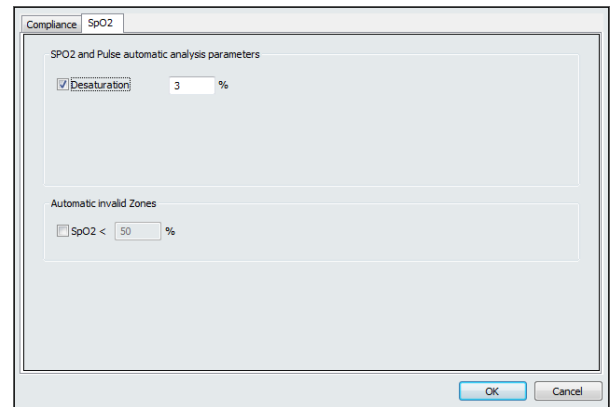 Compliance SpO2
SPO2 and Pulse automatic analysis parameters
Desaturation 3 %
Automatic invalid Zones
SpO2 < 50 %
OK Cancel